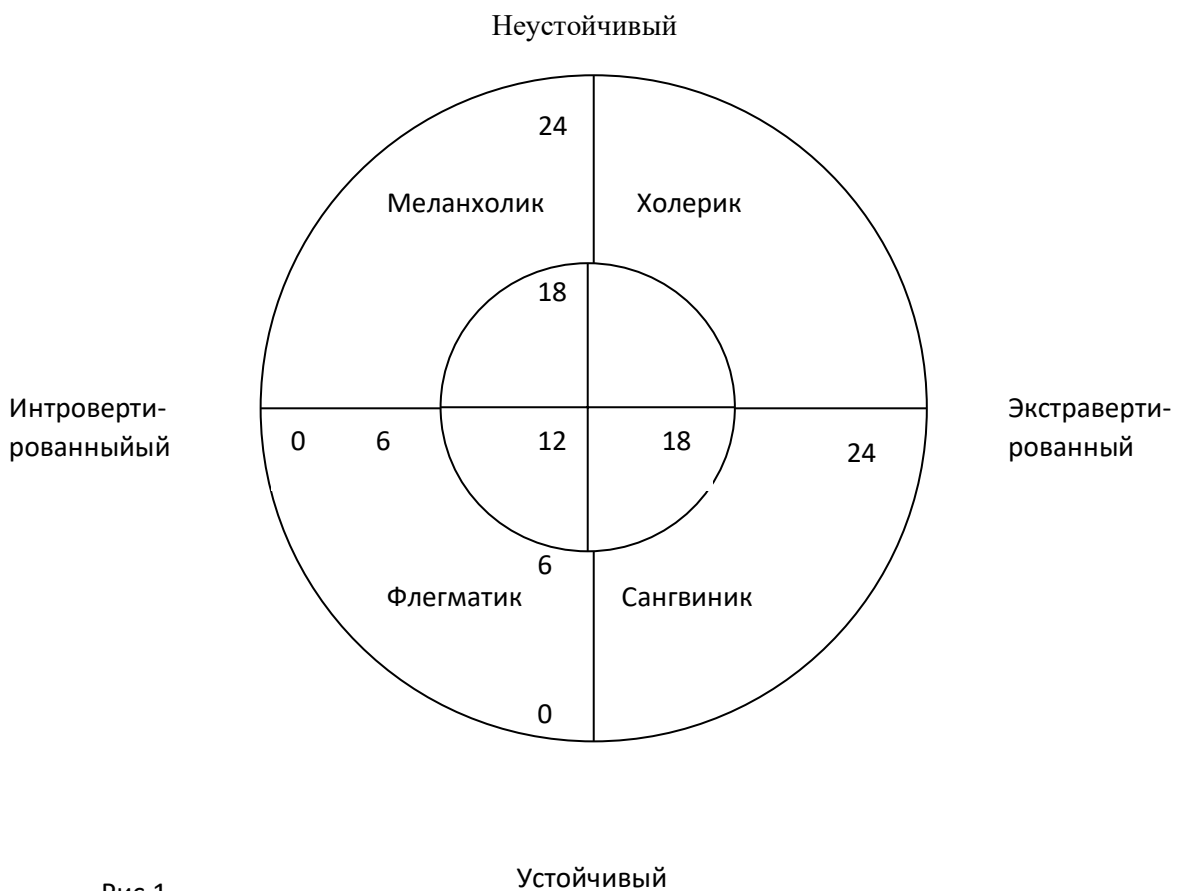 Неустойчивый
24
Меланхолик Холерик
18
Интроверти-
рованныйый
Экстраверти-
рованный
0 6 12 18 24
6
Флегматик Сангвиник
0
Устойчивый
Рис 1